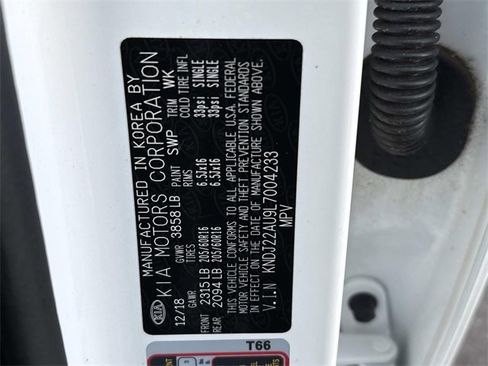 MANUFACTURED IN KOREA BY
KIA MOTORS CORPORATION
12/18 GVWR 3858 LB PAINT SWP TRIM WK
GAWR TIRES RIMS COLD TIRE INFL
FRONT 2315 LB 205/60R16 6.5Jx16 33psi SINGLE
REAR 2094 LB 205/60R16 6.5Jx16 33psi SINGLE
THIS VEHICLE CONFORMS TO ALL APPLICABLE U.S.A. FEDERAL
MOTOR VEHICLE SAFETY AND THEFT PREVENTION STANDARDS
IN EFFECT ON THE DATE OF MANUFACTURE SHOWN ABOVE.
V.I.N KNDJ22AU9L7004233
MPV
KIA
T66